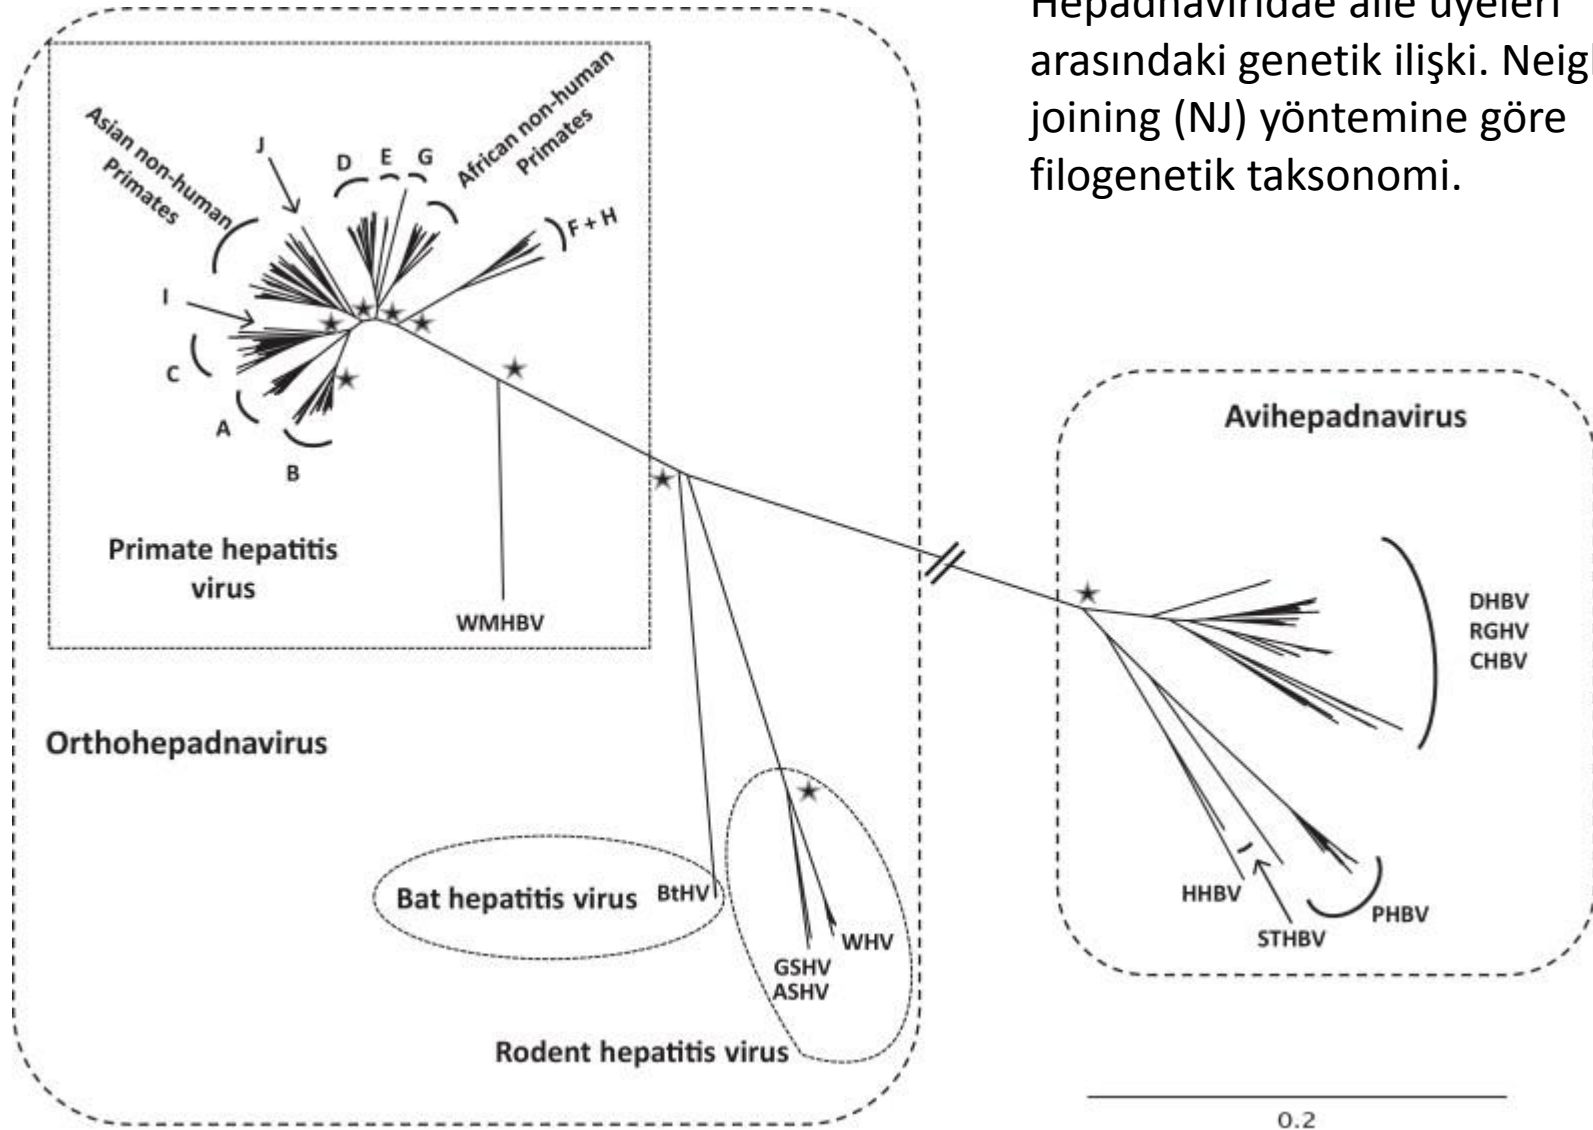 Hepadnaviridae aile üyeleri
arasındaki genetik ilişki.
joining (NJ) yöntemine göre
filogenetik taksonomi.
Asian non-human
Primates
J
D
E
G
African non-human
Primates
F + H
I
C
A
B
Primate hepatitis
virus
WMHBV
Orthohepadnavirus
Bat hepatitis virus
BtHV
WHV
GSHV
ASHV
Rodent hepatitis virus
Avihepadnavirus
DHBV
RGHV
CHBV
HHBV
STHBV
PHBV
0.2